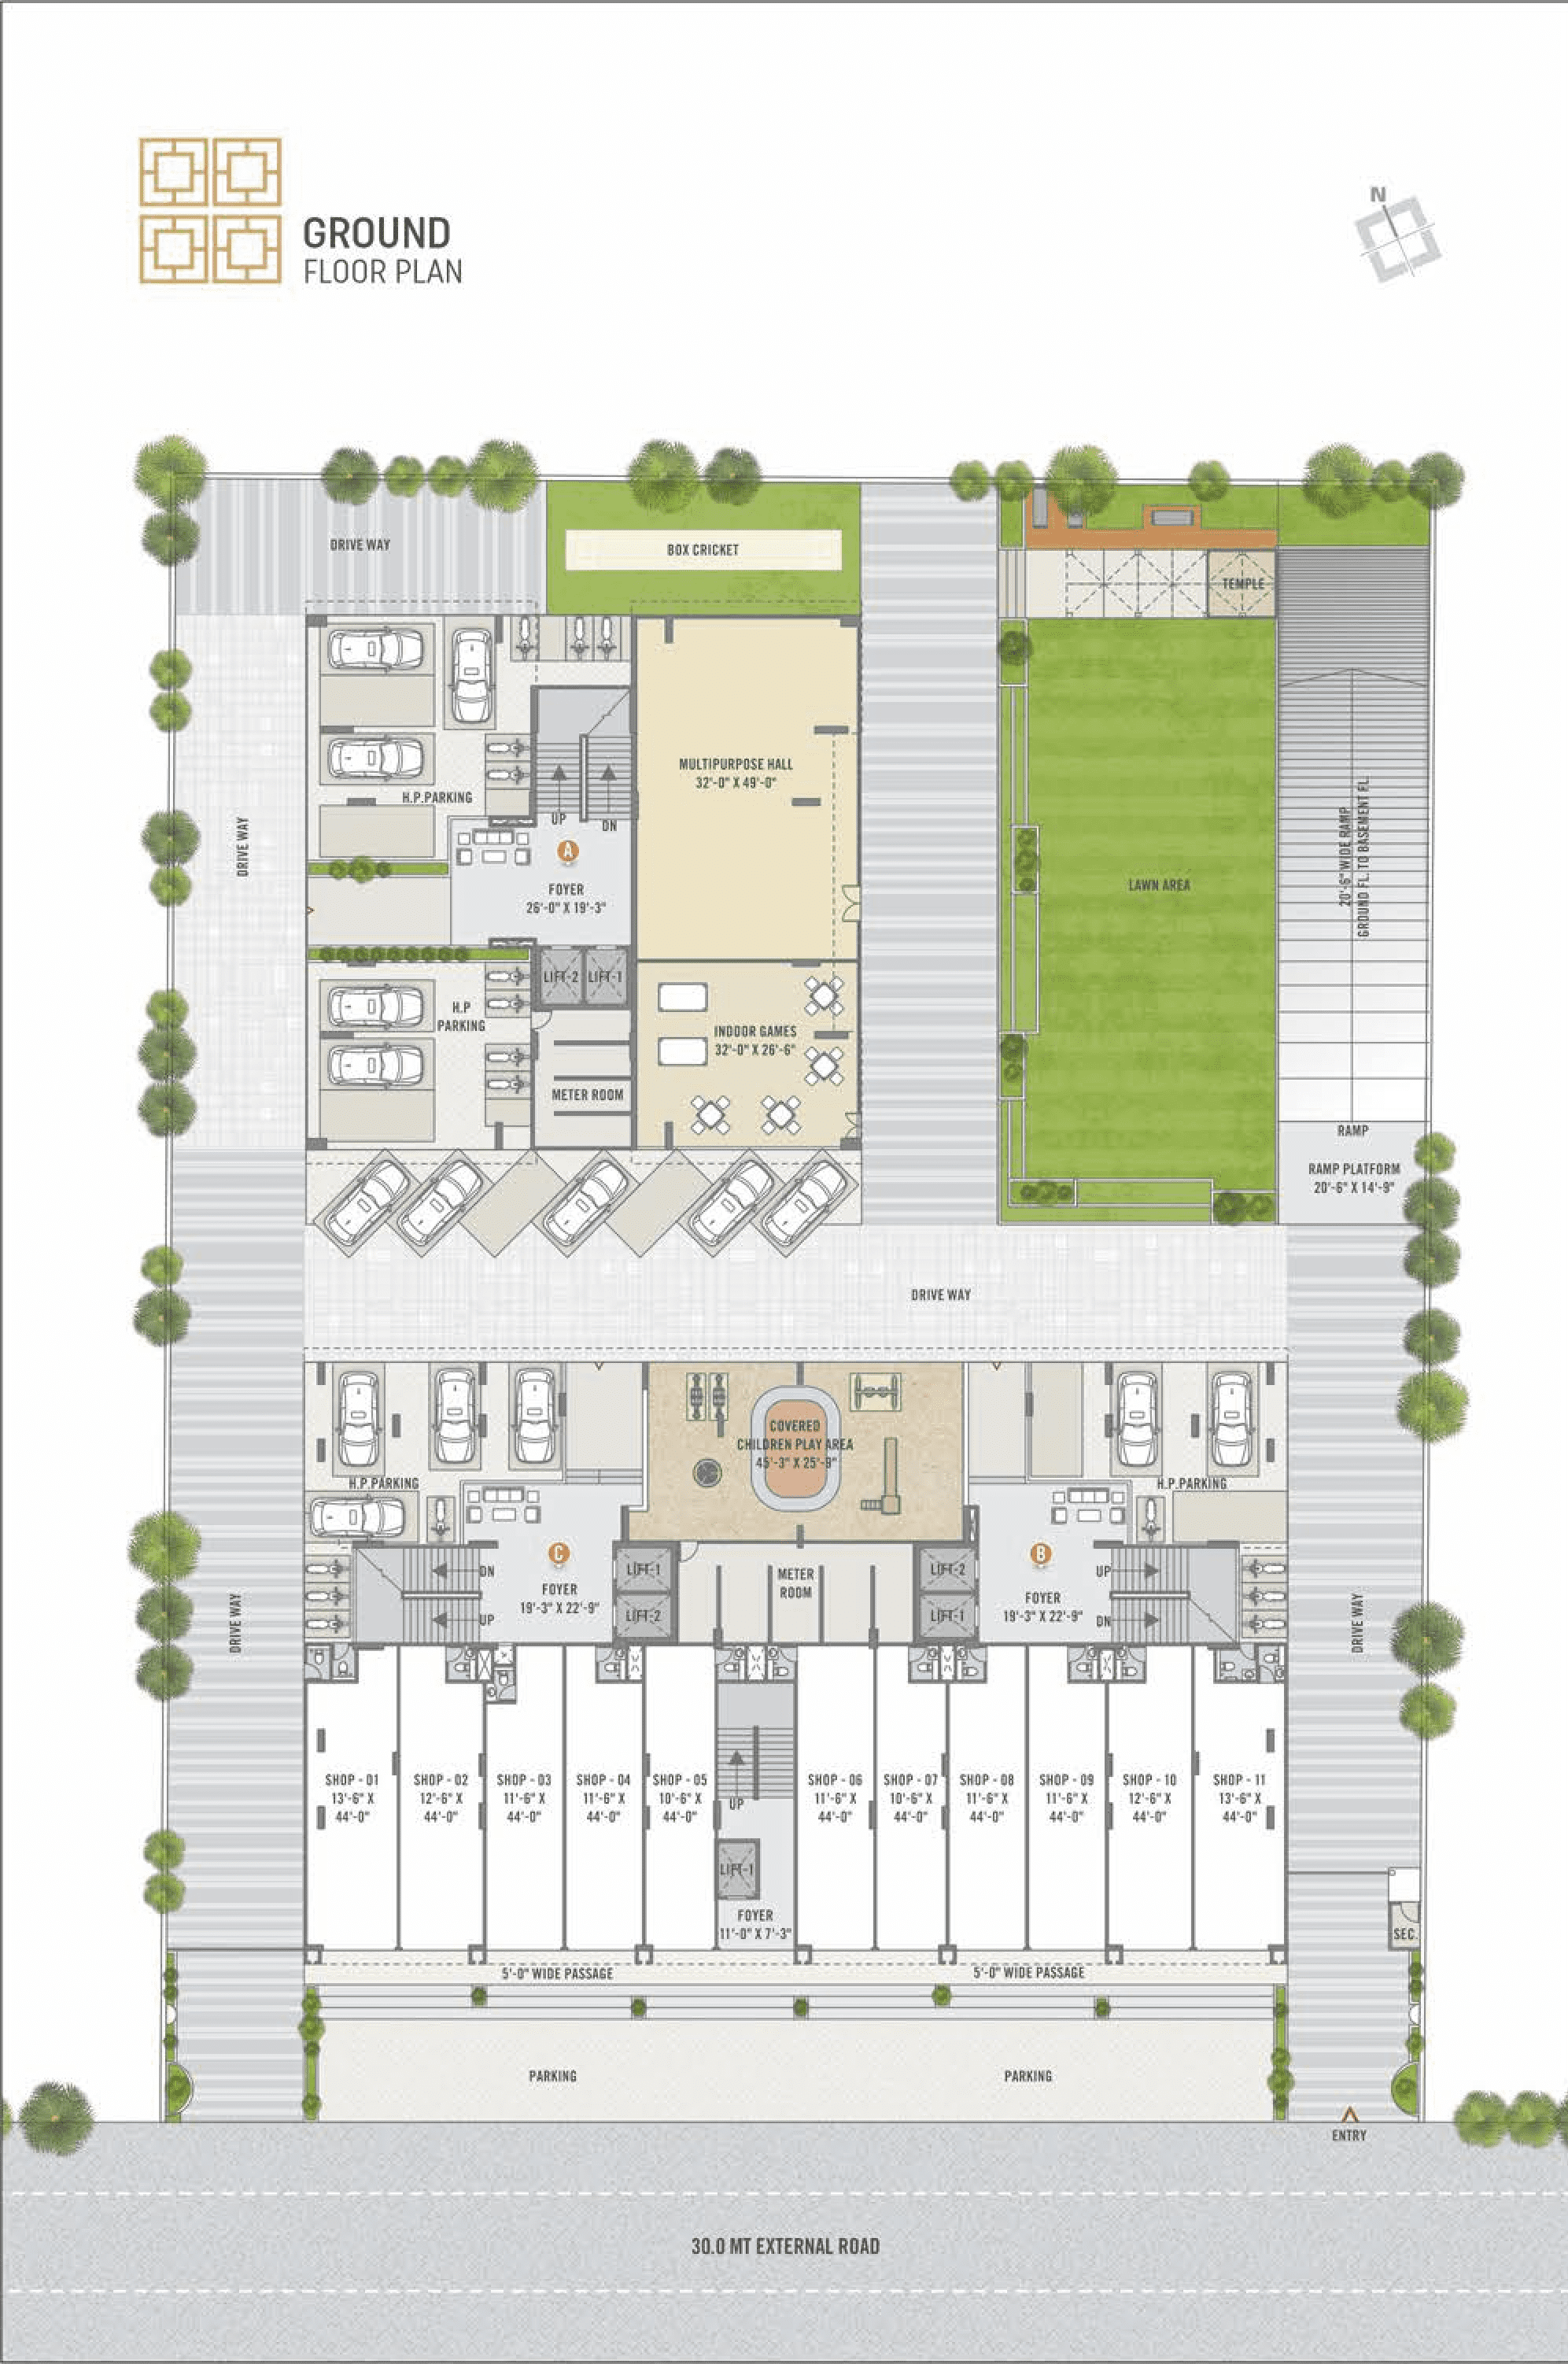 N
GROUND
FLOOR PLAN
DRIVE WAY
BOX CRICKET
TEMPLE
MULTIPURPOSE HALL
32'-0" X 49'-0"
H.P.PARKING
UP
DN
DRIVE WAY
A
FOYER
26'-0" X 19'-3"
LAWN AREA
20'-6" WIDE RAMP
GROUND FL. TO BASEMENT FL.
LIFT-2
LIFT-1
H.P
PARKING
INDOOR GAMES
32'-0" X 26'-6"
METER ROOM
RAMP
RAMP PLATFORM
20'-6" X 14'-9"
DRIVE WAY
COVERED
CHILDREN PLAY AREA
45'-3" X 25'-9"
H.P.PARKING
H.P.PARKING
C
FOYER
19'-3" X 22'-9"
DN
UP
LIFT-1
LIFT-2
METER
ROOM
LIFT-2
LIFT-1
B
FOYER
19'-3" X 22'-9"
UP
DN
DRIVE WAY
DRIVE WAY
SHOP - 01
13'-6" X
44'-0"
SHOP - 02
12'-6" X
44'-0"
SHOP - 03
11'-6" X
44'-0"
SHOP - 04
11'-6" X
44'-0"
SHOP - 05
10'-6" X
44'-0"
UP
LIFT-1
FOYER
11'-0" X 7'-3"
SHOP - 06
11'-6" X
44'-0"
SHOP - 07
10'-6" X
44'-0"
SHOP - 08
11'-6" X
44'-0"
SHOP - 09
11'-6" X
44'-0"
SHOP - 10
12'-6" X
44'-0"
SHOP - 11
13'-6" X
44'-0"
SEC.
5'-0" WIDE PASSAGE
5'-0" WIDE PASSAGE
PARKING
PARKING
ENTRY
30.0 MT EXTERNAL ROAD